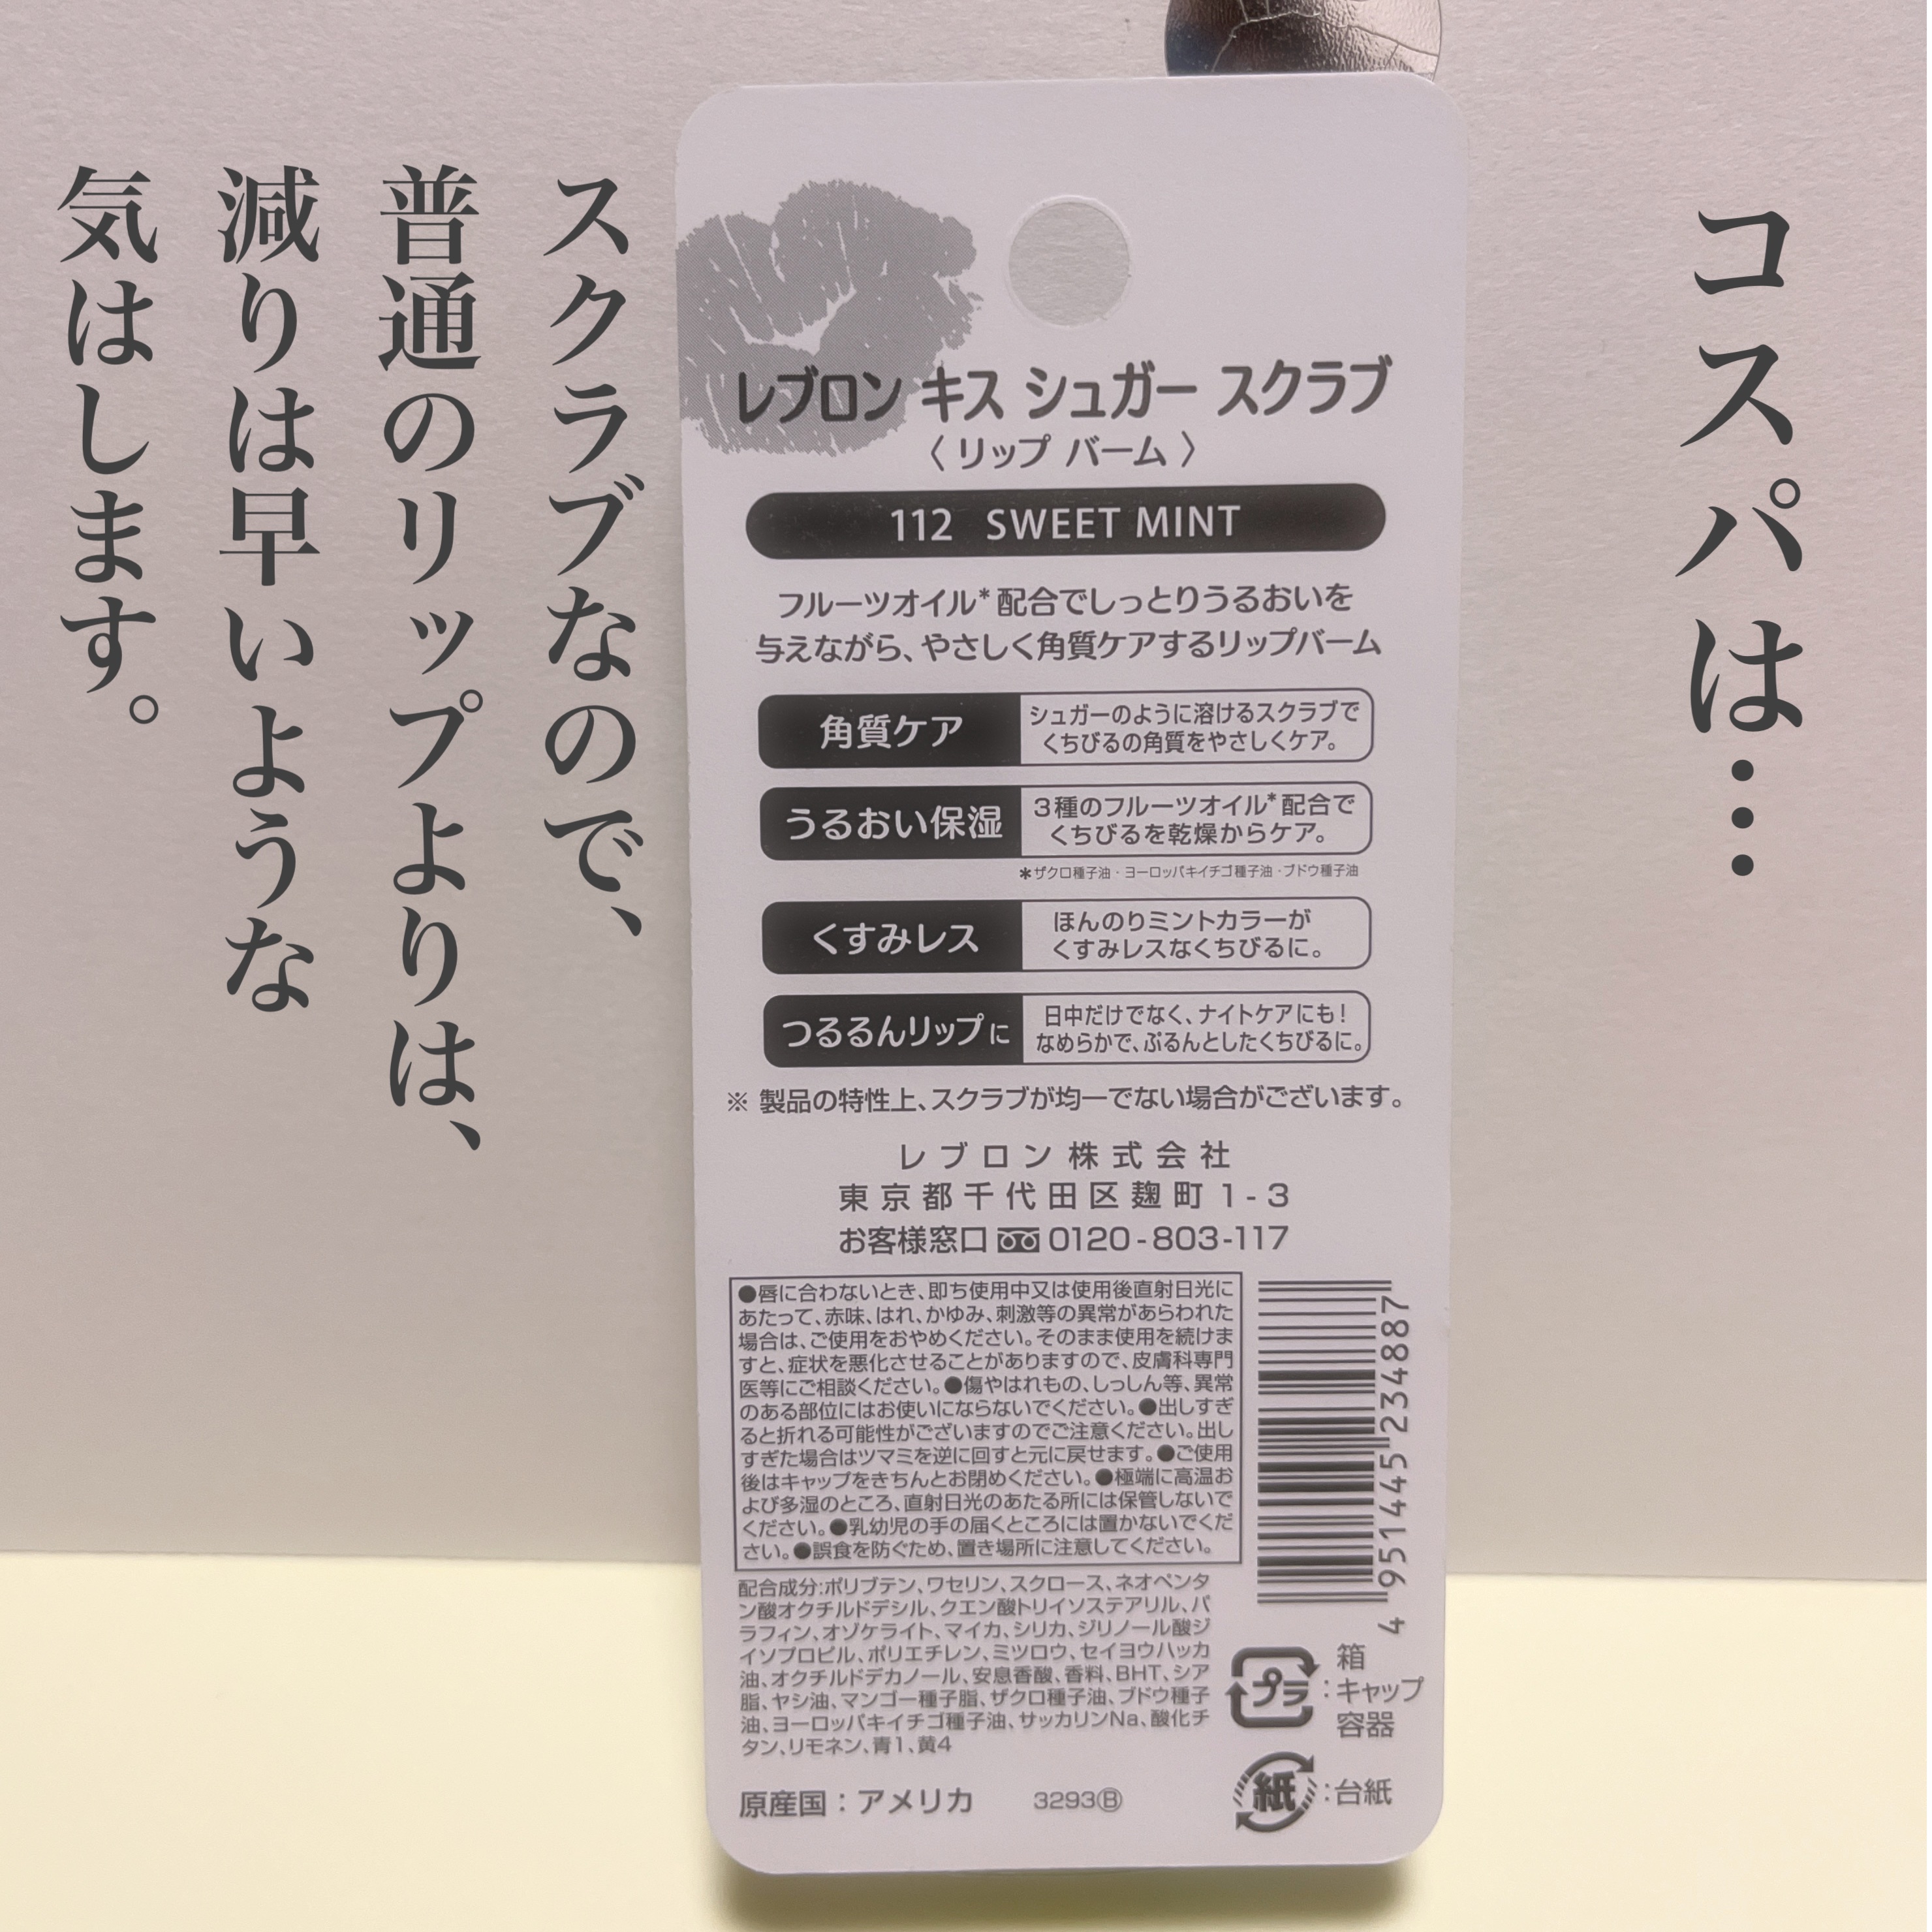 コスパは…
スクラブなので、
普通のリップよりは、
減りは早いような
気はします。
レブロン キス シュガー スクラブ
〈リップ バーム〉
112 SWEET MINT
フルーツオイル*配合でしっとりうるおいを
与えながら、やさしく角質ケアするリップバーム
角質ケア
シュガーのように溶けるスクラブで
くちびるの角質をやさしくケア。
うるおい保湿
3種のフルーツオイル*配合で
くちびるを乾燥からケア。
*ザクロ種子油・ヨーロッパキイチゴ種子油・ブドウ種子油
くすみレス
ほんのりミントカラーが
くすみレスなくちびるに。
つるるんリップに
日中だけでなく、ナイトケアにも!
なめらかで、ぷるんとしたくちびるに。
※ 製品の特性上、スクラブが均一でない場合がございます。
レブロン株式会社
東京都千代田区麹町1-3
お客様窓口 0120-803-117
●唇に合わないとき、即ち使用中又は使用後直射日光に
あたって、赤味、はれ、かゆみ、刺激等の異常があらわれた
場合は、ご使用をおやめください。そのまま使用を続けま
すと、症状を悪化させることがありますので、皮膚科専門
医等にご相談ください。●傷やはれもの、しっしん等、異常
のある部位にはお使いにならないでください。●出しすぎ
ると折れる可能性がございますのでご注意ください。出し
すぎた場合はツマミを逆に回すと元に戻せます。●ご使用
後はキャップをきちんとお閉めください。●極端に高温お
よび多湿のところ、直射日光のあたる所には保管しないで
ください。●乳幼児の手の届くところには置かないでくだ
さい。●誤食を防ぐため、置き場所に注意してください。
4 951445 234887
配合成分:ポリブテン、ワセリン、スクロース、ネオペンタ
ン酸オクチルドデシル、クエン酸トリイソステアリル、パ
ラフィン、オゾケライト、マイカ、シリカ、ジリノール酸ジ
イソプロピル、ポリエチレン、ミツロウ、セイヨウハッカ
油、オクチルドデカノール、安息香酸、香料、BHT、シア
脂、ヤシ油、マンゴー種子脂、ザクロ種子油、ブドウ種子
油、ヨーロッパキイチゴ種子油、サッカリンNa、酸化チ
タン、リモネン、青1、黄4
プラ:箱
キャップ
容器
紙:台紙
原産国:アメリカ 3293Ⓑ